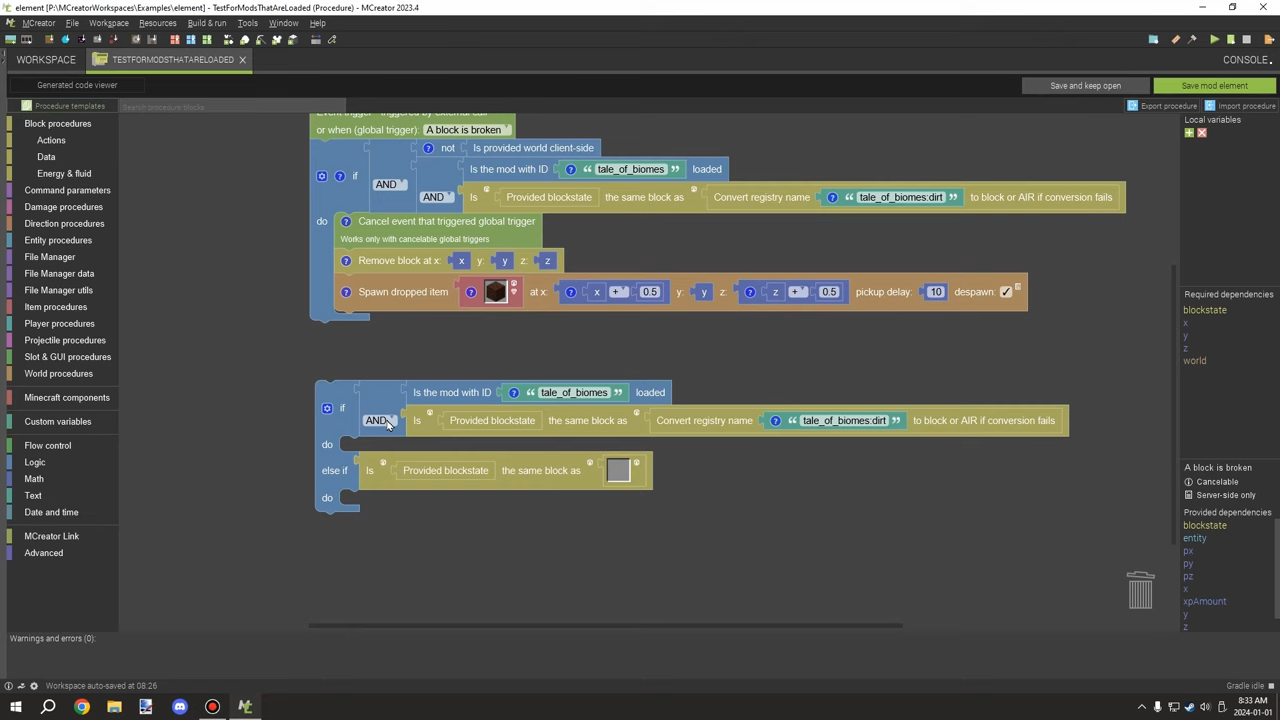 element [P:\MCreatorWorkspaces\Examples\element] - TestForModsThatAreLoaded (Procedure) - MCreator 2023.4
MCreator File Workspaces Resources Build & run Tools Window Help
WORKSPACE TESTFORMODSTHATARELOADED CONSOLE
Generated code viewer Save and keep open Save mod element
Procedure templates Search procedure blocks Export procedure Import procedure
Block procedures
Actions
Data
Energy & fluid
Command parameters
Damage procedures
Direction procedures
Entity procedures
File Manager
File Manager data
File Manager utils
Item procedures
Player procedures
Projectile procedures
Slot & GUI procedures
World procedures
Minecraft components
Custom variables
Flow control
Logic
Math
Text
Date and time
MCreator Link
Advanced
Event trigger - triggered by external call
or when (global trigger): A block is broken
not Is provided world client-side
Is the mod with ID “ tale_of_biomes ” loaded
if AND
AND Is Provided blockstate the same block as Convert registry name “ tale_of_biomes:dirt ” to block or AIR if conversion fails
do Cancel event that triggered global trigger
Works only with cancelable global triggers
Remove block at x: x y: y z: z
Spawn dropped item at x: x + 0.5 y: y z: z + 0.5 pickup delay: 10 despawn:
Is the mod with ID “ tale_of_biomes ” loaded
if
AND Is Provided blockstate the same block as Convert registry name “ tale_of_biomes:dirt ” to block or AIR if conversion fails
do
else if Is Provided blockstate the same block as
do
Local variables
Required dependencies
blockstate
x
y
z
world
A block is broken
Cancelable
Server-side only
Provided dependencies:
blockstate
entity
px
py
pz
x
xpAmount
y
z
Warnings and errors (0):
Workspace auto-saved at 08:26 Gradle idle
8:33 AM
2024-01-01